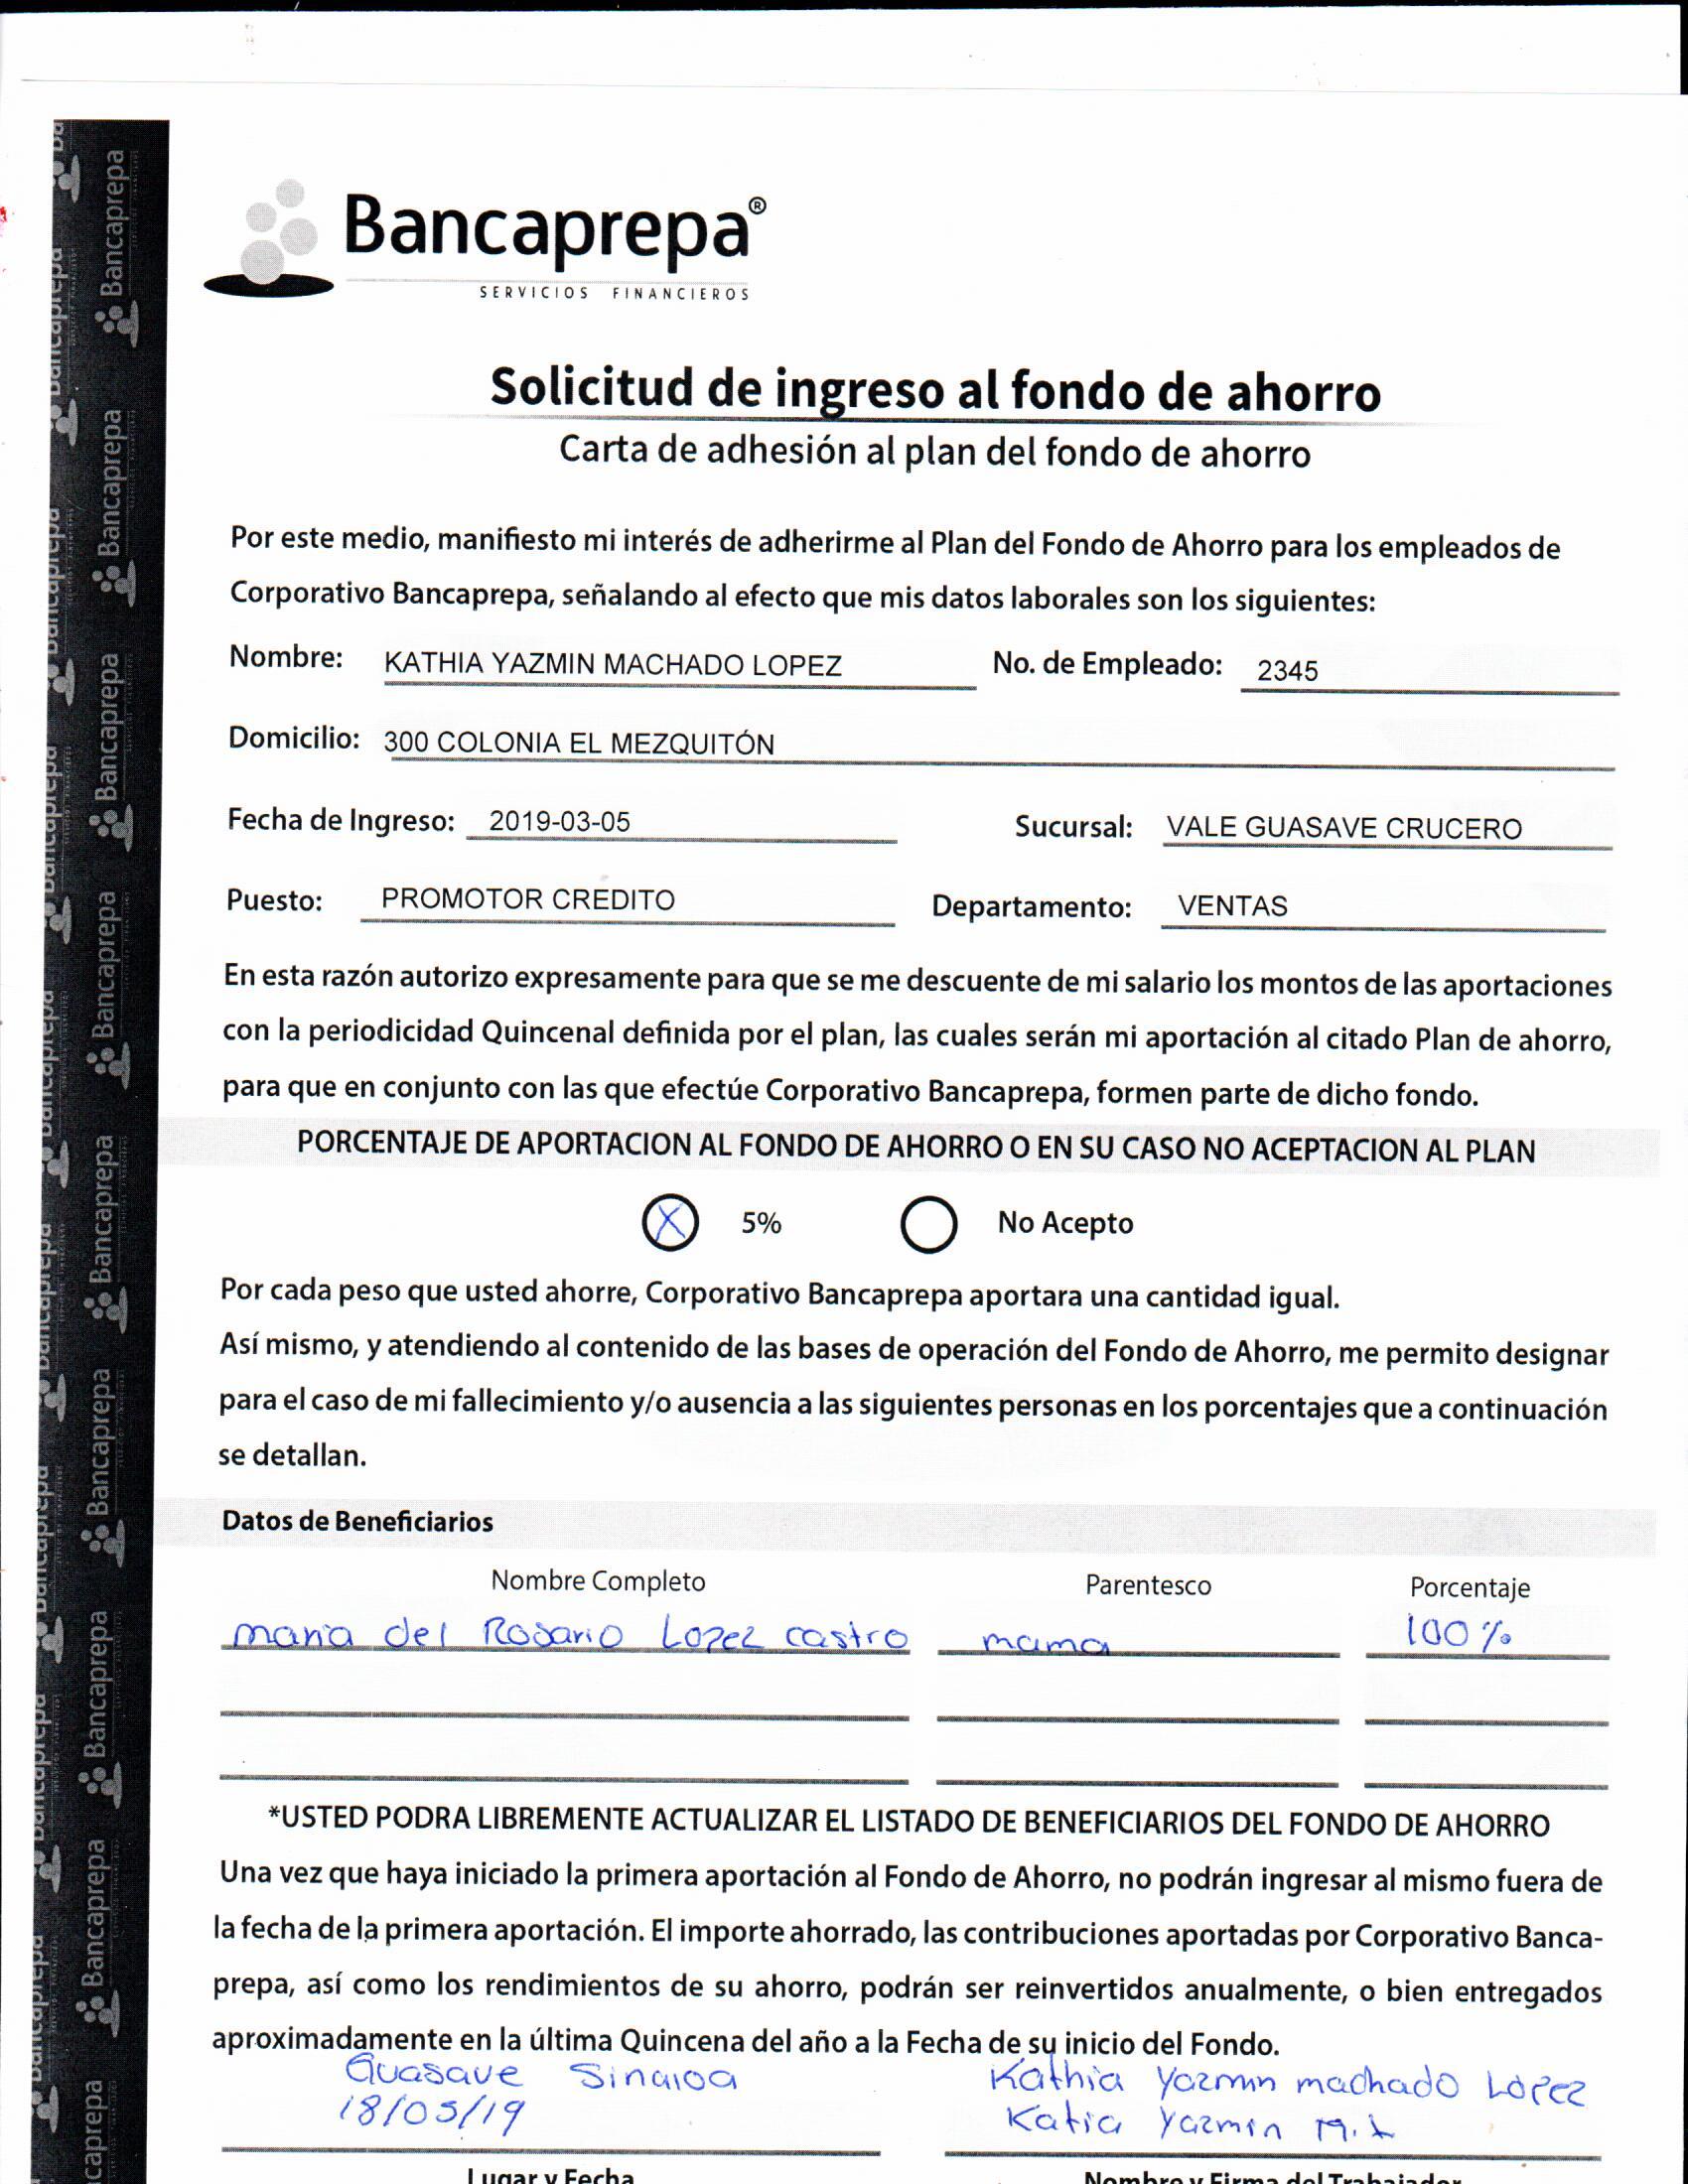 Bancaprepa®
SERVICIOS FINANCIEROS
Solicitud de ingreso al fondo de ahorro
Carta de adhesión al plan del fondo de ahorro
Por este medio, manifiesto mi interés de adherirme al Plan del Fondo de Ahorro para los empleados de
Corporativo Bancaprepa, señalando al efecto que mis datos laborales son los siguientes:
Nombre: KATHIA YAZMIN MACHADO LOPEZ No. de Empleado: 2345
Domicilio: 300 COLONIA EL MEZQUITÓN
Fecha de Ingreso: 2019-03-05 Sucursal: VALE GUASAVE CRUCERO
Puesto: PROMOTOR CREDITO Departamento: VENTAS
En esta razón autorizo expresamente para que se me descuente de mi salario los montos de las aportaciones
con la periodicidad Quincenal definida por el plan, las cuales serán mi aportación al citado Plan de ahorro,
para que en conjunto con las que efectúe Corporativo Bancaprepa, formen parte de dicho fondo.
PORCENTAJE DE APORTACION AL FONDO DE AHORRO O EN SU CASO NO ACEPTACION AL PLAN
X 5% No Acepto
Por cada peso que usted ahorre, Corporativo Bancaprepa aportara una cantidad igual.
Así mismo, y atendiendo al contenido de las bases de operación del Fondo de Ahorro, me permito designar
para el caso de mi fallecimiento y/o ausencia a las siguientes personas en los porcentajes que a continuación
se detallan.
Datos de Beneficiarios
Nombre Completo Parentesco Porcentaje
maria del Rosario Lopez castro mama 100%
*USTED PODRA LIBREMENTE ACTUALIZAR EL LISTADO DE BENEFICIARIOS DEL FONDO DE AHORRO
Una vez que haya iniciado la primera aportación al Fondo de Ahorro, no podrán ingresar al mismo fuera de
la fecha de la primera aportación. El importe ahorrado, las contribuciones aportadas por Corporativo Banca-
prepa, así como los rendimientos de su ahorro, podrán ser reinvertidos anualmente, o bien entregados
aproximadamente en la última Quincena del año a la Fecha de su inicio del Fondo.
Guasave Sinaloa Kathia Yazmin machado Lopez
18/05/19 Katia Yazmin M.L
Lugar y Fecha Nombre y Firma del Trabajador